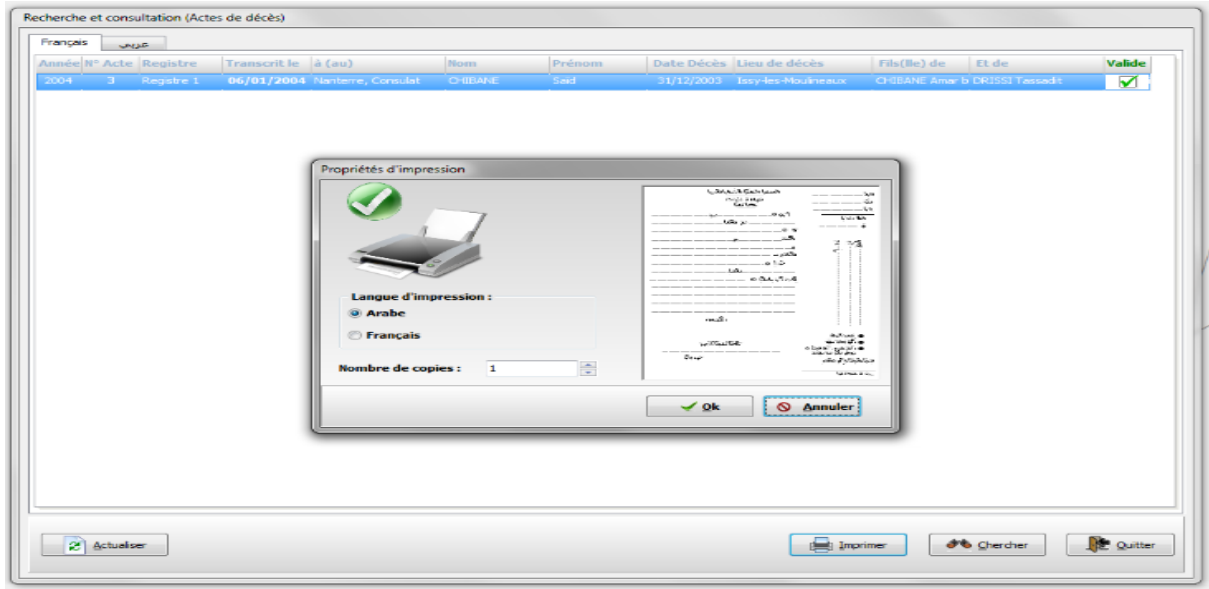 Recherche et consultation (Actes de décès)
Français عربي
Année N° Acte Registre Transcrit le à (au) Nom Prénom Date Décès Lieu de décès Fils(lle) de Et de Valide
2004 3 Registre 1 06/01/2004 Nanterre, Consulat CHIBANE Said 31/12/2003 Issy-les-Moulineaux CHIBANE Amar b DRISSI Tassadit
Propriétés d'impression
Langue d'impression :
Arabe
Français
Nombre de copies : 1
Ok Annuler
Actualiser Imprimer Chercher Quitter